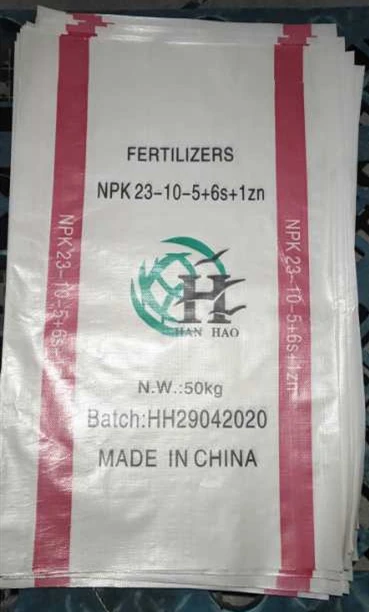 FERTILIZERS
NPK 23-10-5+6s+1zn
NPK 23-10-5+6s+
NPK 23-10-5+6s+1zn
H
HAN HAO
N.W.:50kg
Batch:HH29042020
MADE IN CHINA